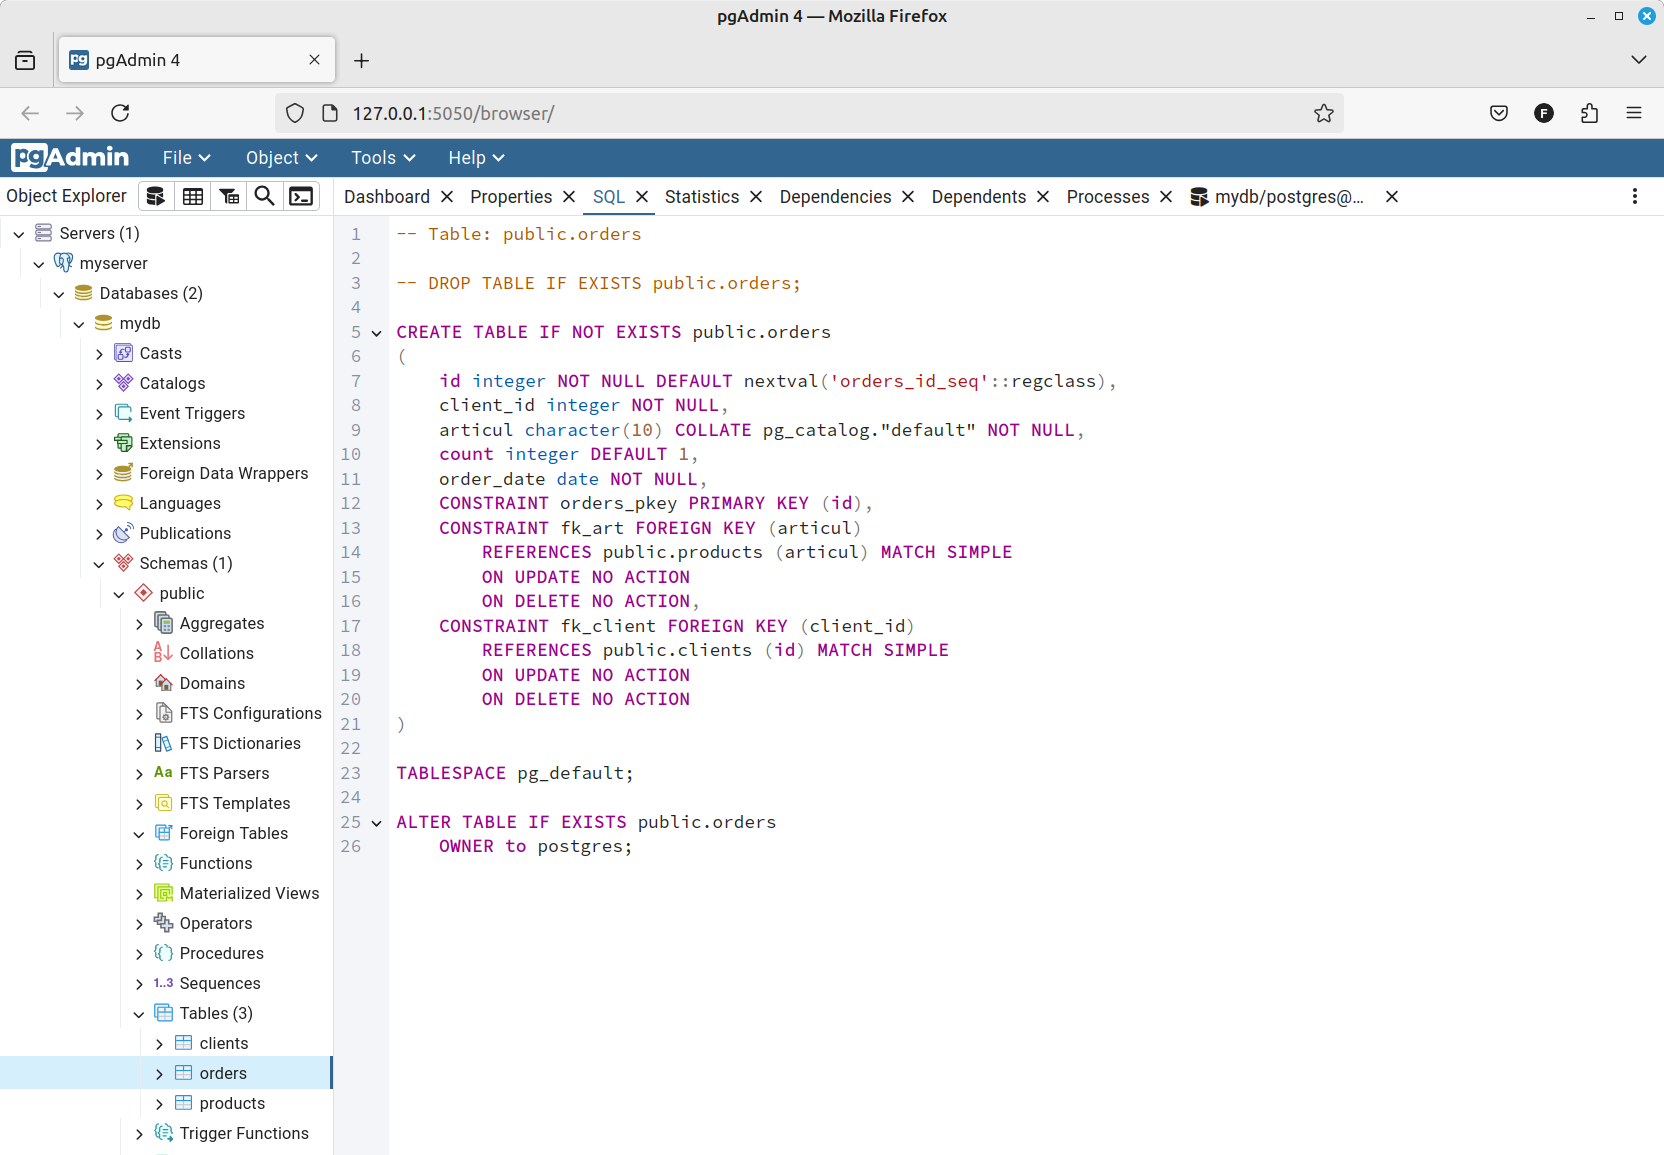 pgAdmin 4 — Mozilla Firefox
pgAdmin 4
127.0.0.1:5050/browser/
F
pgAdmin File Object Tools Help
Object Explorer
Dashboard Properties SQL Statistics Dependencies Dependents Processes mydb/postgres@...
Servers (1)
myserver
Databases (2)
mydb
Casts
Catalogs
Event Triggers
Extensions
Foreign Data Wrappers
Languages
Publications
Schemas (1)
public
Aggregates
Collations
Domains
FTS Configurations
FTS Dictionaries
Aa FTS Parsers
FTS Templates
Foreign Tables
Functions
Materialized Views
Operators
Procedures
1..3 Sequences
Tables (3)
clients
orders
products
Trigger Functions
1 -- Table: public.orders
2
3 -- DROP TABLE IF EXISTS public.orders;
4
5 CREATE TABLE IF NOT EXISTS public.orders
6 (
7     id integer NOT NULL DEFAULT nextval('orders_id_seq'::regclass),
8     client_id integer NOT NULL,
9     articul character(10) COLLATE pg_catalog."default" NOT NULL,
10     count integer DEFAULT 1,
11     order_date date NOT NULL,
12     CONSTRAINT orders_pkey PRIMARY KEY (id),
13     CONSTRAINT fk_art FOREIGN KEY (articul)
14         REFERENCES public.products (articul) MATCH SIMPLE
15         ON UPDATE NO ACTION
16         ON DELETE NO ACTION,
17     CONSTRAINT fk_client FOREIGN KEY (client_id)
18         REFERENCES public.clients (id) MATCH SIMPLE
19         ON UPDATE NO ACTION
20         ON DELETE NO ACTION
21 )
22
23 TABLESPACE pg_default;
24
25 ALTER TABLE IF EXISTS public.orders
26     OWNER to postgres;